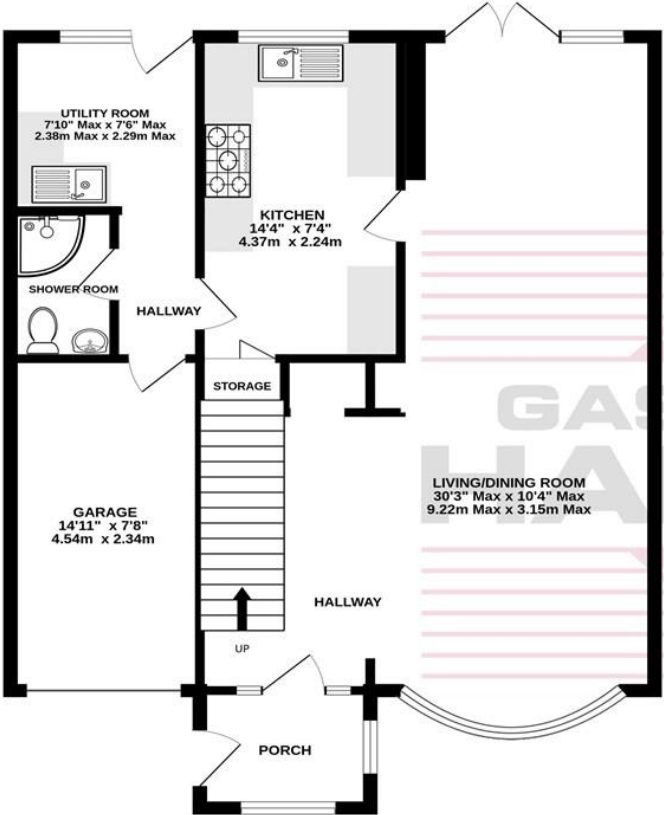 UTILITY ROOM
7'10" Max x 7'6" Max
2.38m Max x 2.29m Max
KITCHEN
14'4" x 7'4"
4.37m x 2.24m
SHOWER ROOM
HALLWAY
STORAGE
GAS
HA
LIVING/DINING ROOM
30'3" Max x 10'4" Max
9.22m Max x 3.15m Max
GARAGE
14'11" x 7'8"
4.54m x 2.34m
HALLWAY
UP
PORCH